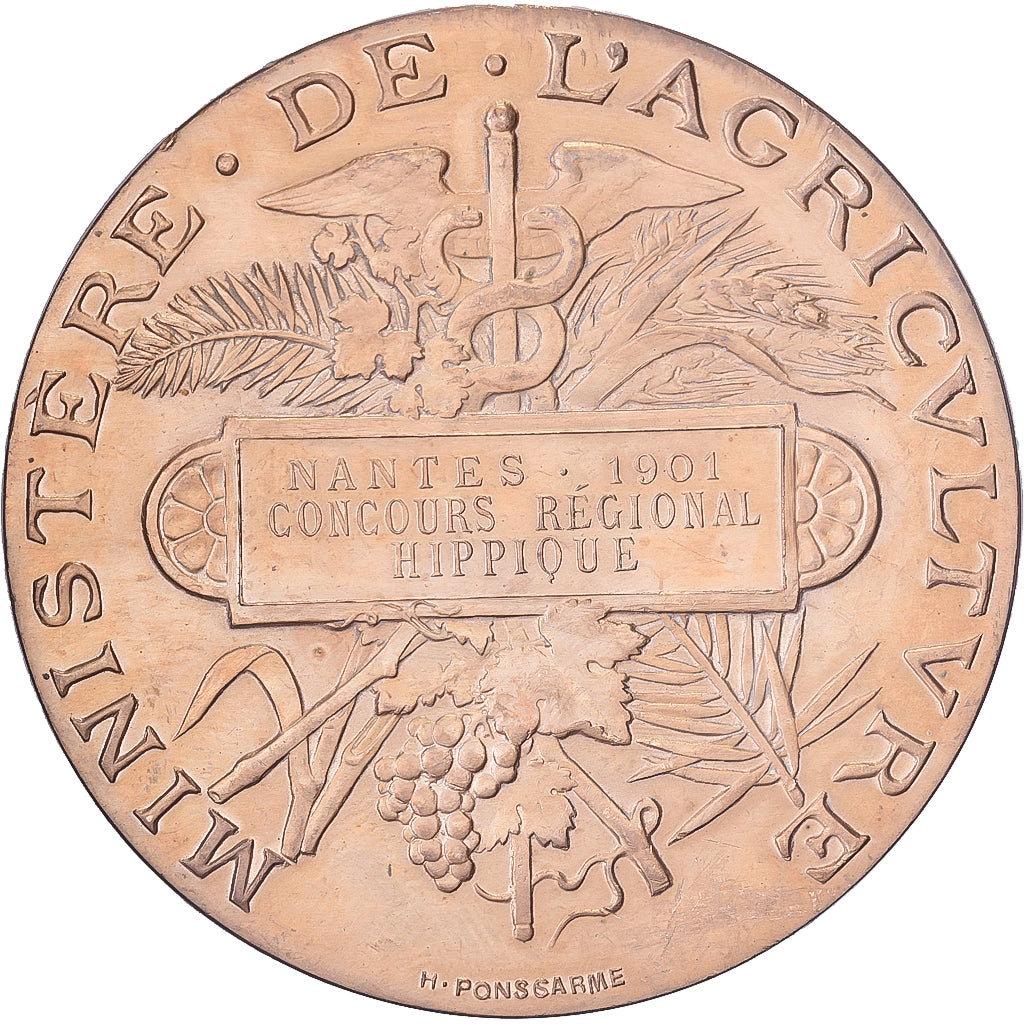 MINISTÈRE · DE · L'AGRICVLTVRE
NANTES · 1901
CONCOURS RÉGIONAL
HIPPIQUE
H · PONSCARME